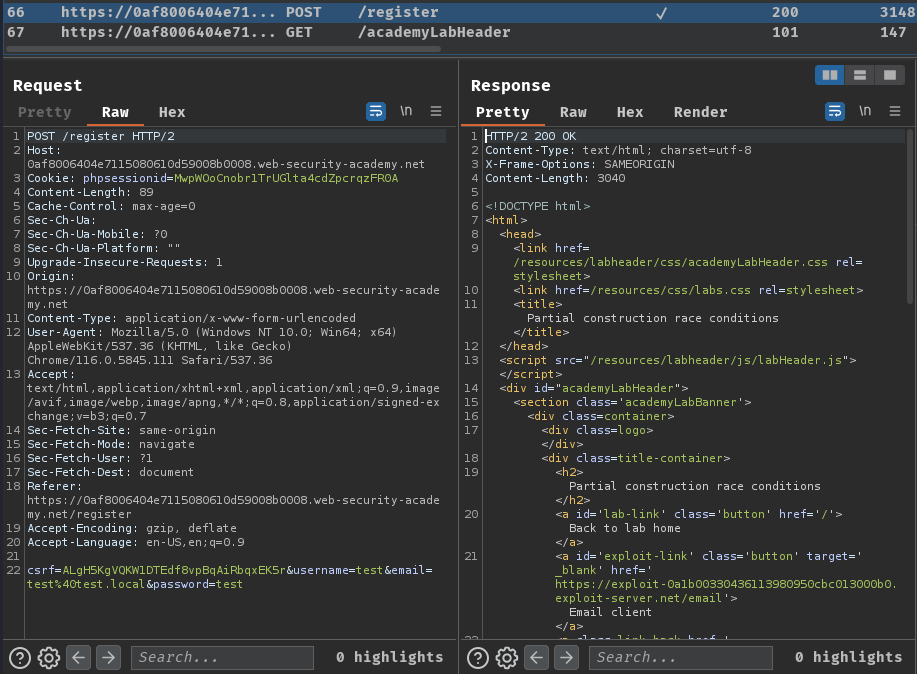 66 https://0af8006404e71... POST /register ✓ 200 3148
67 https://0af8006404e71... GET /academyLabHeader 101 147
Request
Pretty Raw Hex \n
1 POST /register HTTP/2
2 Host:
0af8006404e7115080610d59008b0008.web-security-academy.net
3 Cookie: phpsessionid=MwpWOoCnobr1TrUGlta4cdZpcrqzFR0A
4 Content-Length: 89
5 Cache-Control: max-age=0
6 Sec-Ch-Ua:
7 Sec-Ch-Ua-Mobile: ?0
8 Sec-Ch-Ua-Platform: ""
9 Upgrade-Insecure-Requests: 1
10 Origin:
https://0af8006404e7115080610d59008b0008.web-security-acade
my.net
11 Content-Type: application/x-www-form-urlencoded
12 User-Agent: Mozilla/5.0 (Windows NT 10.0; Win64; x64)
AppleWebKit/537.36 (KHTML, like Gecko)
Chrome/116.0.5845.111 Safari/537.36
13 Accept:
text/html,application/xhtml+xml,application/xml;q=0.9,image
/avif,image/webp,image/apng,*/*;q=0.8,application/signed-ex
change;v=b3;q=0.7
14 Sec-Fetch-Site: same-origin
15 Sec-Fetch-Mode: navigate
16 Sec-Fetch-User: ?1
17 Sec-Fetch-Dest: document
18 Referer:
https://0af8006404e7115080610d59008b0008.web-security-acade
my.net/register
19 Accept-Encoding: gzip, deflate
20 Accept-Language: en-US,en;q=0.9
21
22 csrf=ALgH5KgVQKW1DTEdf8vpBqAiRbqxEK5r&username=test&email=
test%40test.local&password=test
Search... 0 highlights
Response
Pretty Raw Hex Render \n
1 HTTP/2 200 OK
2 Content-Type: text/html; charset=utf-8
3 X-Frame-Options: SAMEORIGIN
4 Content-Length: 3040
5
6 <!DOCTYPE html>
7 <html>
8 <head>
9 <link href=
/resources/labheader/css/academyLabHeader.css rel=
stylesheet>
10 <link href=/resources/css/labs.css rel=stylesheet>
11 <title>
Partial construction race conditions
</title>
12 </head>
13 <script src="/resources/labheader/js/labHeader.js">
</script>
14 <div id="academyLabHeader">
15 <section class='academyLabBanner'>
16 <div class=container>
17 <div class=logo>
</div>
18 <div class=title-container>
19 <h2>
Partial construction race conditions
</h2>
20 <a id='lab-link' class='button' href='/'>
Back to lab home
</a>
21 <a id='exploit-link' class='button' target='
_blank' href='
https://exploit-0a1b00330436113980950cbc013000b0.
exploit-server.net/email'>
Email client
</a>
22 <a class=link-back href='
Search... 0 highlights